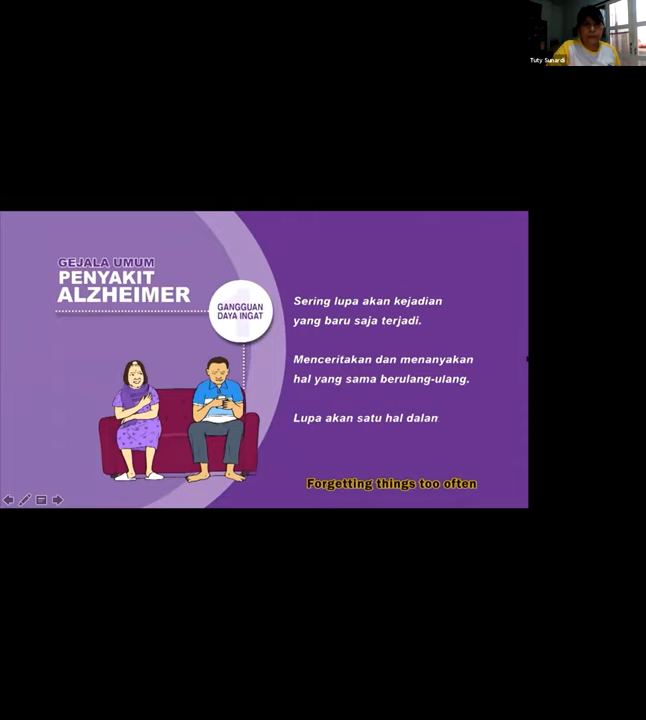 Tuty Sunardi
GEJALA UMUM
PENYAKIT
ALZHEIMER
GANGGUAN
DAYA INGAT
Sering lupa akan kejadian
yang baru saja terjadi.
Menceritakan dan menanyakan
hal yang sama berulang-ulang.
Lupa akan satu hal dalam
Forgetting things too often